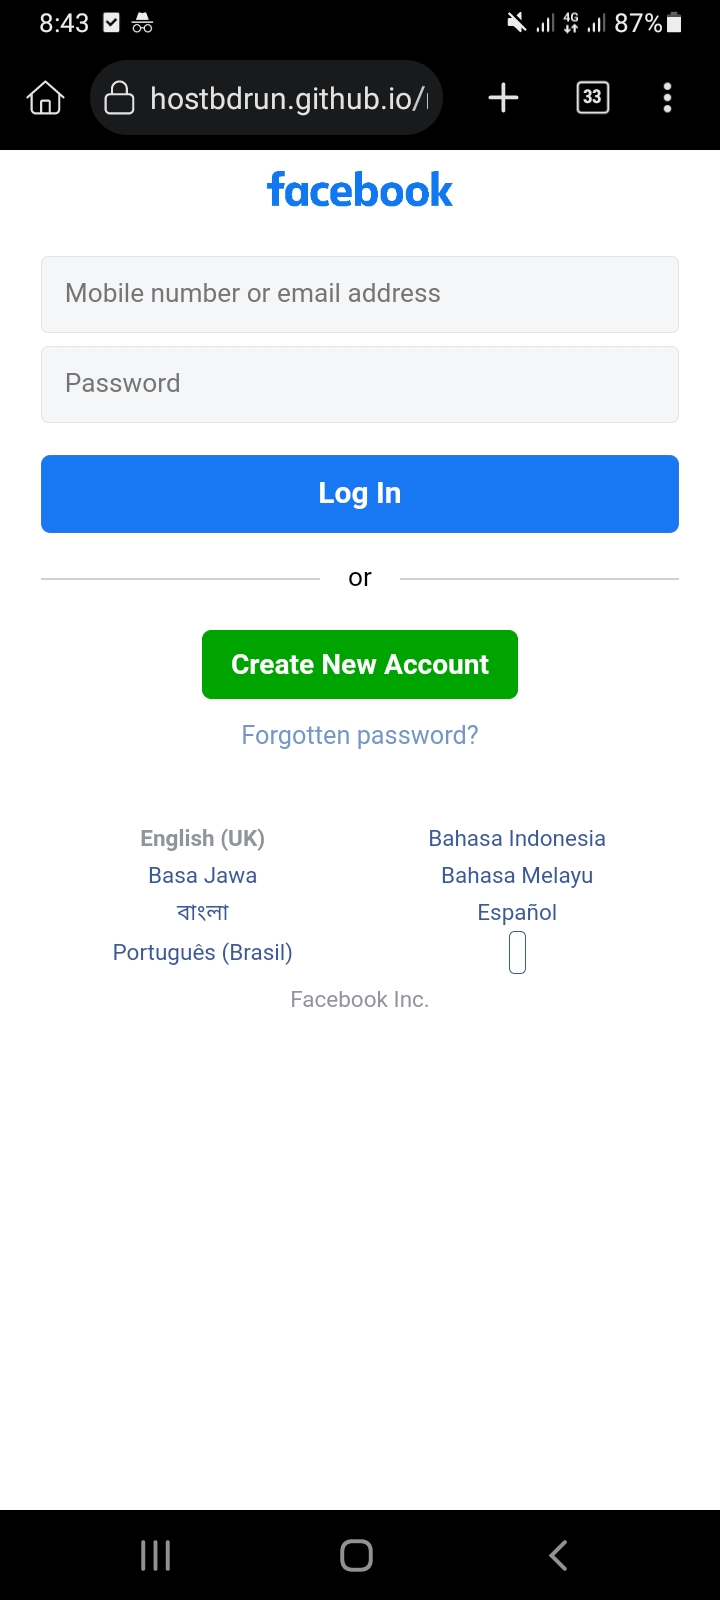 8:43 4G 87%
hostbdrun.github.io/
33
facebook
Mobile number or email address
Password
Log In
or
Create New Account
Forgotten password?
English (UK) Bahasa Indonesia
Basa Jawa Bahasa Melayu
বাংলা Español
Português (Brasil)
Facebook Inc.